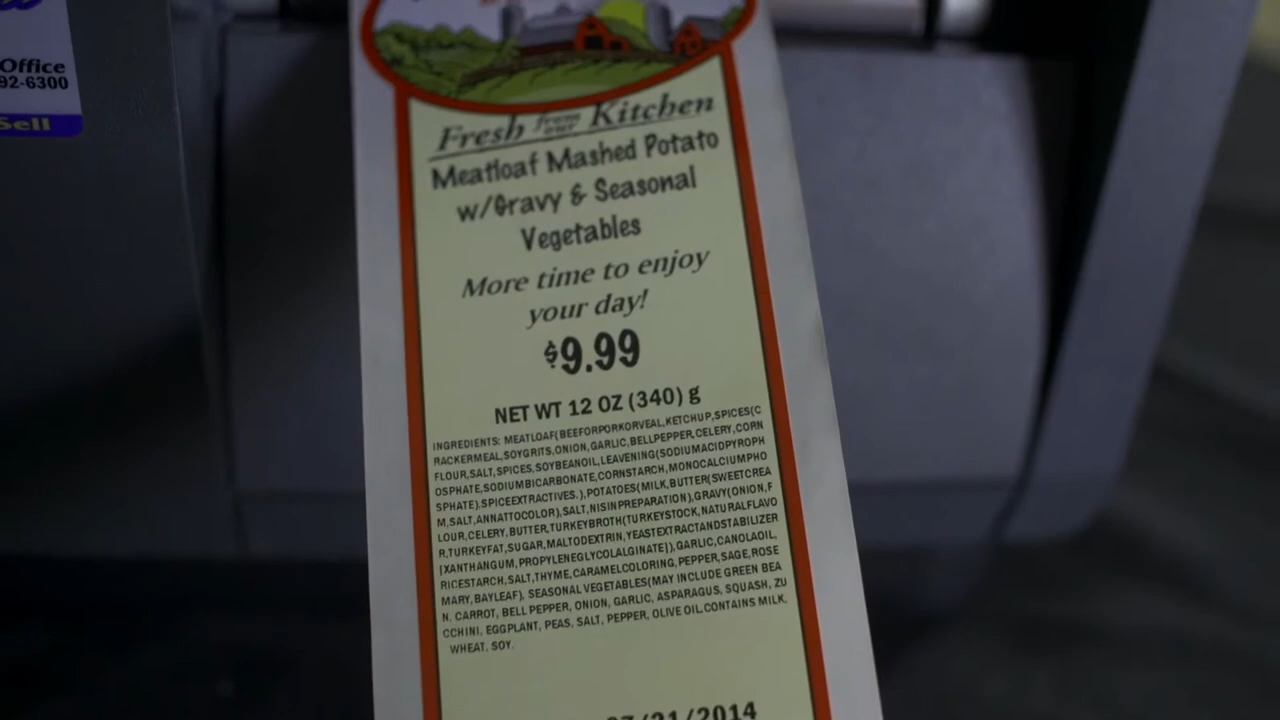 Office
92-6300
Sell
Fresh from our Kitchen
Meatloaf Mashed Potato
w/Gravy & Seasonal
Vegetables
More time to enjoy
your day!
$9.99
NET WT 12 OZ (340) g
INGREDIENTS: MEATLOAF(BEEFORPORKORVEAL,KETCHUP,SPICES(C
RACKERMEAL,SOYGRITS,ONION,GARLIC,BELLPEPPER,CELERY,CORN
FLOUR,SALT,SPICES,SOYBEANOIL,LEAVENING(SODIUMACIDPYROPH
OSPHATE,SODIUMBICARBONATE,CORNSTARCH,MONOCALCIUMPHO
SPHATE),SPICEEXTRACTIVES.),POTATOES(MILK,BUTTER(SWEETCREA
M,SALT,ANNATTOCOLOR),SALT,NISINPREPARATION),GRAVY(ONION,F
LOUR,CELERY,BUTTER,TURKEYBROTH(TURKEYSTOCK,NATURALFLAVO
R,TURKEYFAT,SUGAR,MALTODEXTRIN,YEASTEXTRACTANDSTABILIZER
[XANTHANGUM,PROPYLENEGLYCOLALGINATE]),GARLIC,CANOLAOIL,
RICESTARCH,SALT,THYME,CARAMELCOLORING,PEPPER,SAGE,ROSE
MARY,BAYLEAF), SEASONAL VEGETABLES(MAY INCLUDE GREEN BEA
N, CARROT, BELL PEPPER, ONION, GARLIC, ASPARAGUS, SQUASH, ZU
CCHINI, EGGPLANT, PEAS, SALT, PEPPER, OLIVE OIL.CONTAINS MILK,
WHEAT, SOY.
07/21/2014